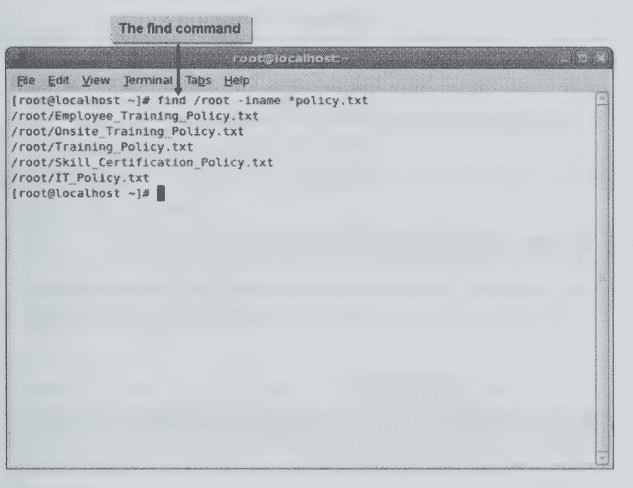 The find command
root@localhost:~
File Edit View Terminal Tabs Help
[root@localhost ~]# find /root -iname *policy.txt
/root/Employee_Training_Policy.txt
/root/Onsite_Training_Policy.txt
/root/Training_Policy.txt
/root/Skill_Certification_Policy.txt
/root/IT_Policy.txt
[root@localhost ~]#